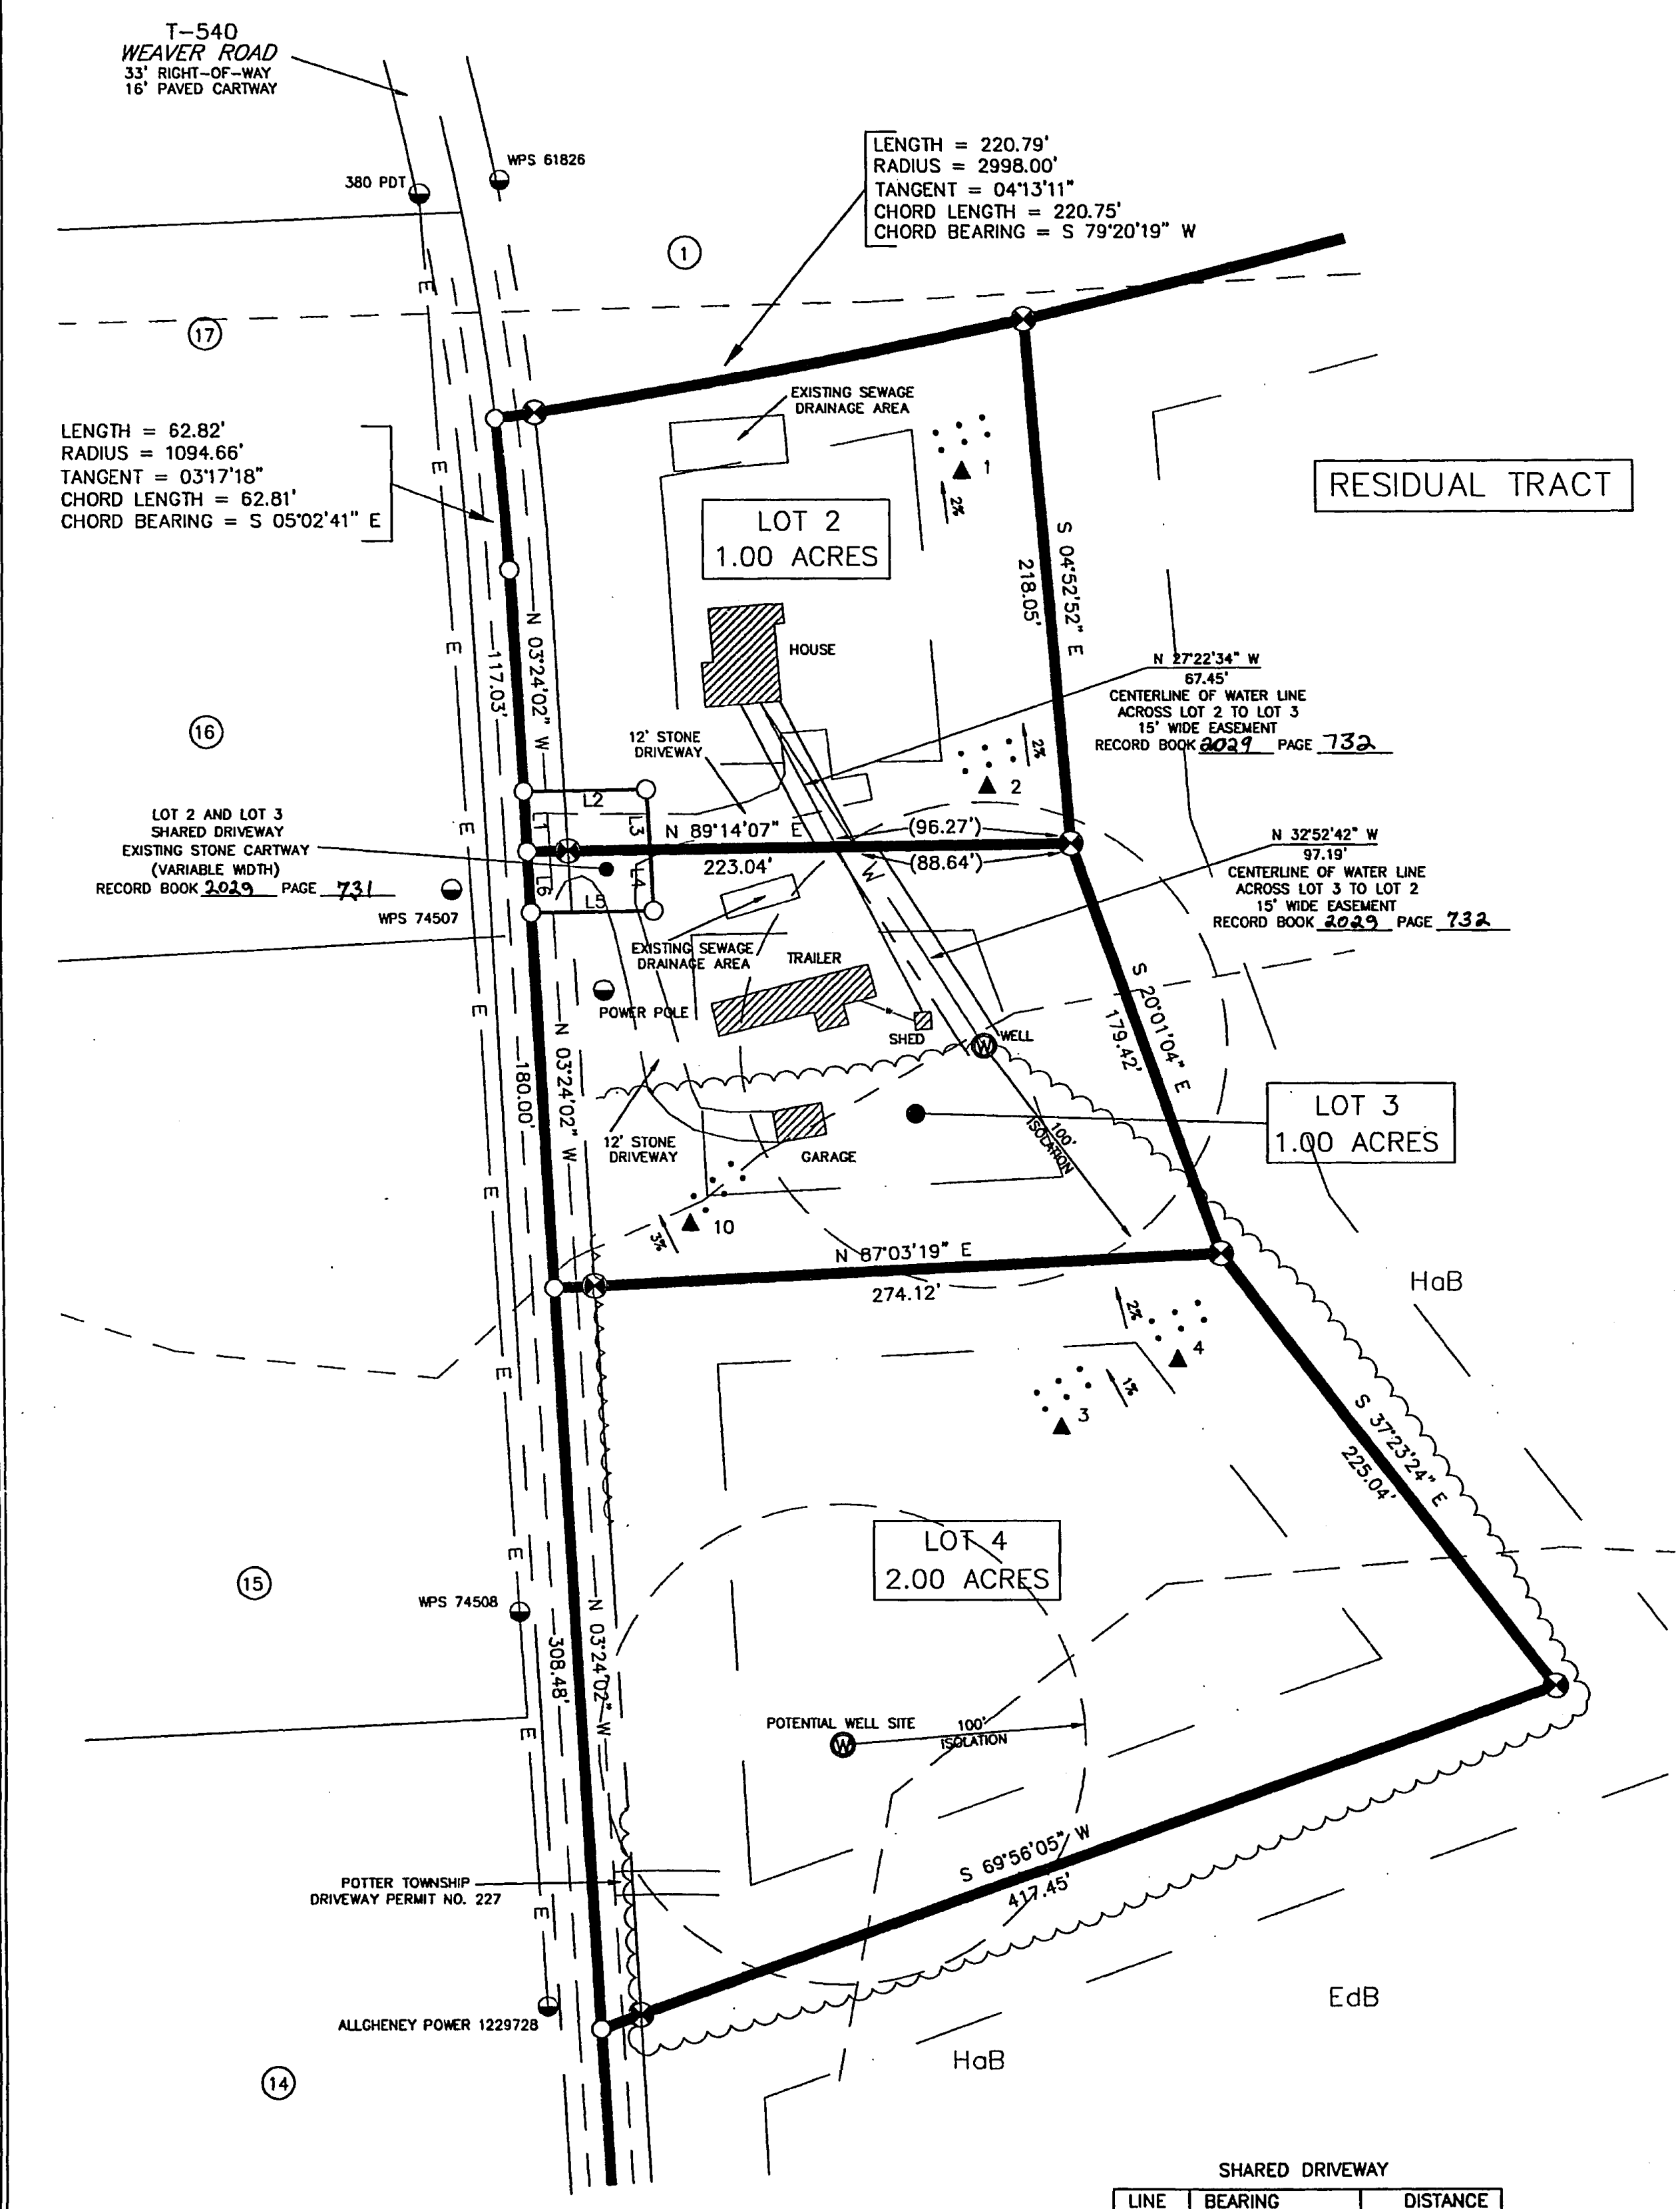 T-540
WEAVER ROAD
33' RIGHT-OF-WAY
16' PAVED CARTWAY
380 PDT
WPS 61826
LENGTH = 220.79'
RADIUS = 2998.00'
TANGENT = 04°13'11"
CHORD LENGTH = 220.75'
CHORD BEARING = S 79°20'19" W
1
17
E
LENGTH = 62.82'
RADIUS = 1094.66'
TANGENT = 03°17'18"
CHORD LENGTH = 62.81'
CHORD BEARING = S 05°02'41" E
EXISTING SEWAGE
DRAINAGE AREA
1
2%
RESIDUAL TRACT
E
LOT 2
1.00 ACRES
S 04°52'52" E
218.05'
E
E
N 03°24'02" W
117.03'
HOUSE
N 27°22'34" W
67.45'
CENTERLINE OF WATER LINE
ACROSS LOT 2 TO LOT 3
15' WIDE EASEMENT
RECORD BOOK 2029 PAGE 732
16
E
12' STONE
DRIVEWAY
2%
2
LOT 2 AND LOT 3
SHARED DRIVEWAY
EXISTING STONE CARTWAY
(VARIABLE WIDTH)
RECORD BOOK 2029 PAGE 731
WPS 74507
E
L2
L1
L3
N 89°14'07" E
(96.27')
223.04'
(88.64')
L6
L4
L5
W
N 32°52'42" W
97.19'
CENTERLINE OF WATER LINE
ACROSS LOT 3 TO LOT 2
15' WIDE EASEMENT
RECORD BOOK 2029 PAGE 732
E
EXISTING SEWAGE
DRAINAGE AREA
TRAILER
POWER POLE
E
SHED
W
WELL
S 20°01'04" E
179.42'
N 03°24'02" W
180.00'
E
LOT 3
1.00 ACRES
100'
ISOLATION
12' STONE
DRIVEWAY
GARAGE
E
10
3%
N 87°03'19" E
274.12'
HaB
E
2%
4
1%
3
E
S 37°23'24" E
225.04'
LOT 4
2.00 ACRES
E
15
WPS 74508
N 03°24'02" W
308.48'
POTENTIAL WELL SITE
W
100'
ISOLATION
E
S 69°56'05" W
417.45'
POTTER TOWNSHIP
DRIVEWAY PERMIT NO. 227
E
E
EdB
ALLGHENEY POWER 1229728
HaB
14
SHARED DRIVEWAY
LINE BEARING DISTANCE